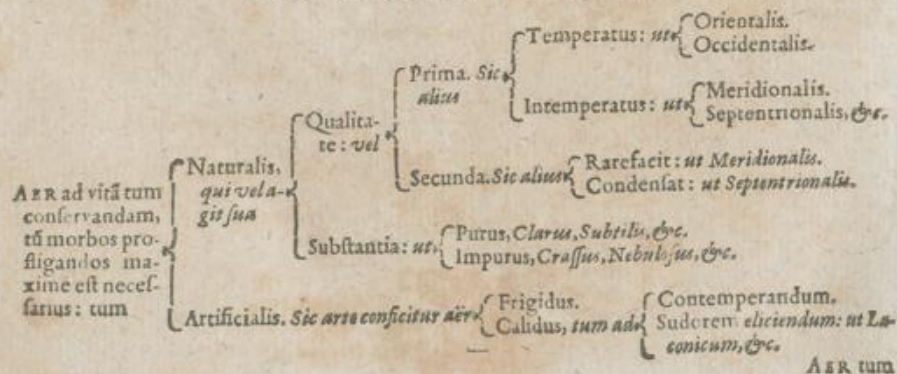 AER ad vitā tum
conservandam,
tū morbos pro-
fligandos ma-
xime est neces-
sarius: tum
Naturalis,
qui vel a-
git sua
Qualita-
te: vel
Prima. Sic
alius
Temperatus: ut
Orientalis.
Occidentalis.
Intemperatus: ut
Meridionalis.
Septentrionalis, &c.
Secunda. Sic alius
Rarefacit: ut Meridionalis.
Condensat: ut Septentrionalis.
Substantia: ut
Purus, Clarus, Subtilis, &c.
Impurus, Crassus, Nebulosus, &c.
Artificialis. Sic arte conficitur aër
Frigidus.
Calidus, tum ad
Contemperandum.
Sudorem eliciendum: ut La-
conicum, &c.
AER tum